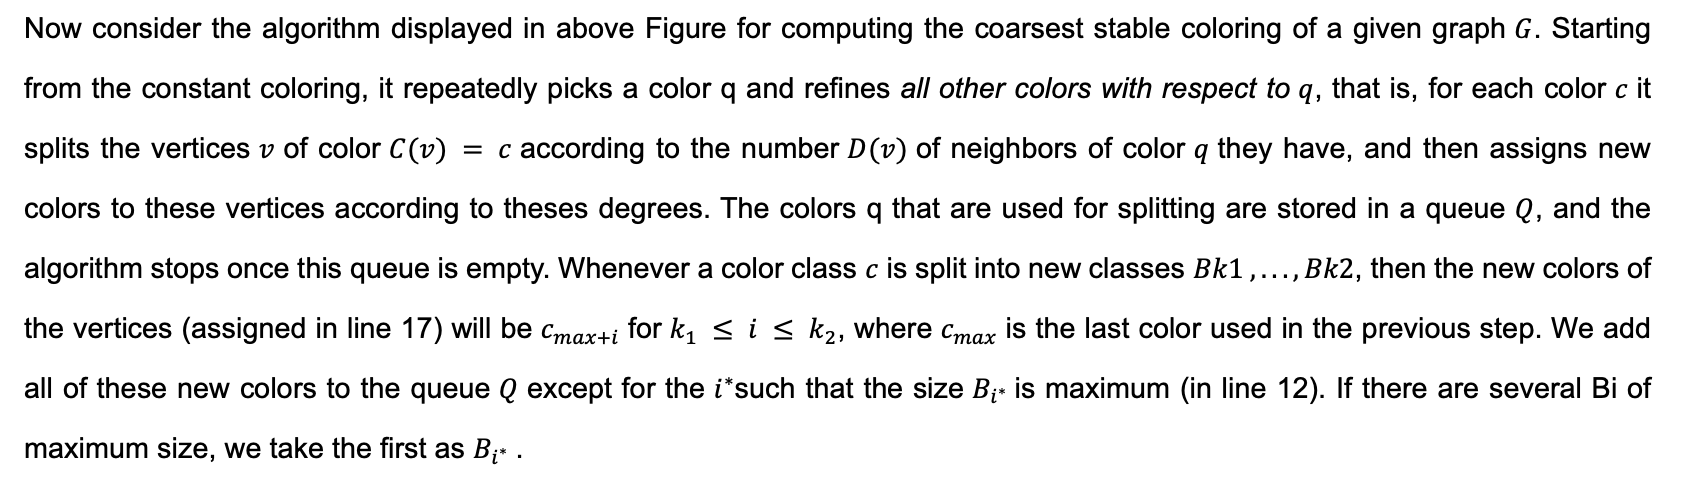 Now consider the algorithm displayed in above Figure for computing the coarsest stable coloring of a given graph G. Starting
from the constant coloring, it repeatedly picks a color q and refines all other colors with respect to q, that is, for each color c it
splits the vertices v of color C(v) = c according to the number D(v) of neighbors of color q they have, and then assigns new
colors to these vertices according to theses degrees. The colors q that are used for splitting are stored in a queue Q, and the
algorithm stops once this queue is empty. Whenever a color class c is split into new classes Bk1,...,Bk2, then the new colors of
the vertices (assigned in line 17) will be c_{max+i} for k₁ ≤ i ≤ k₂, where c_{max} is the last color used in the previous step. We add
all of these new colors to the queue Q except for the i*such that the size B_{i*} is maximum (in line 12). If there are several Bi of
maximum size, we take the first as B_{i*} .